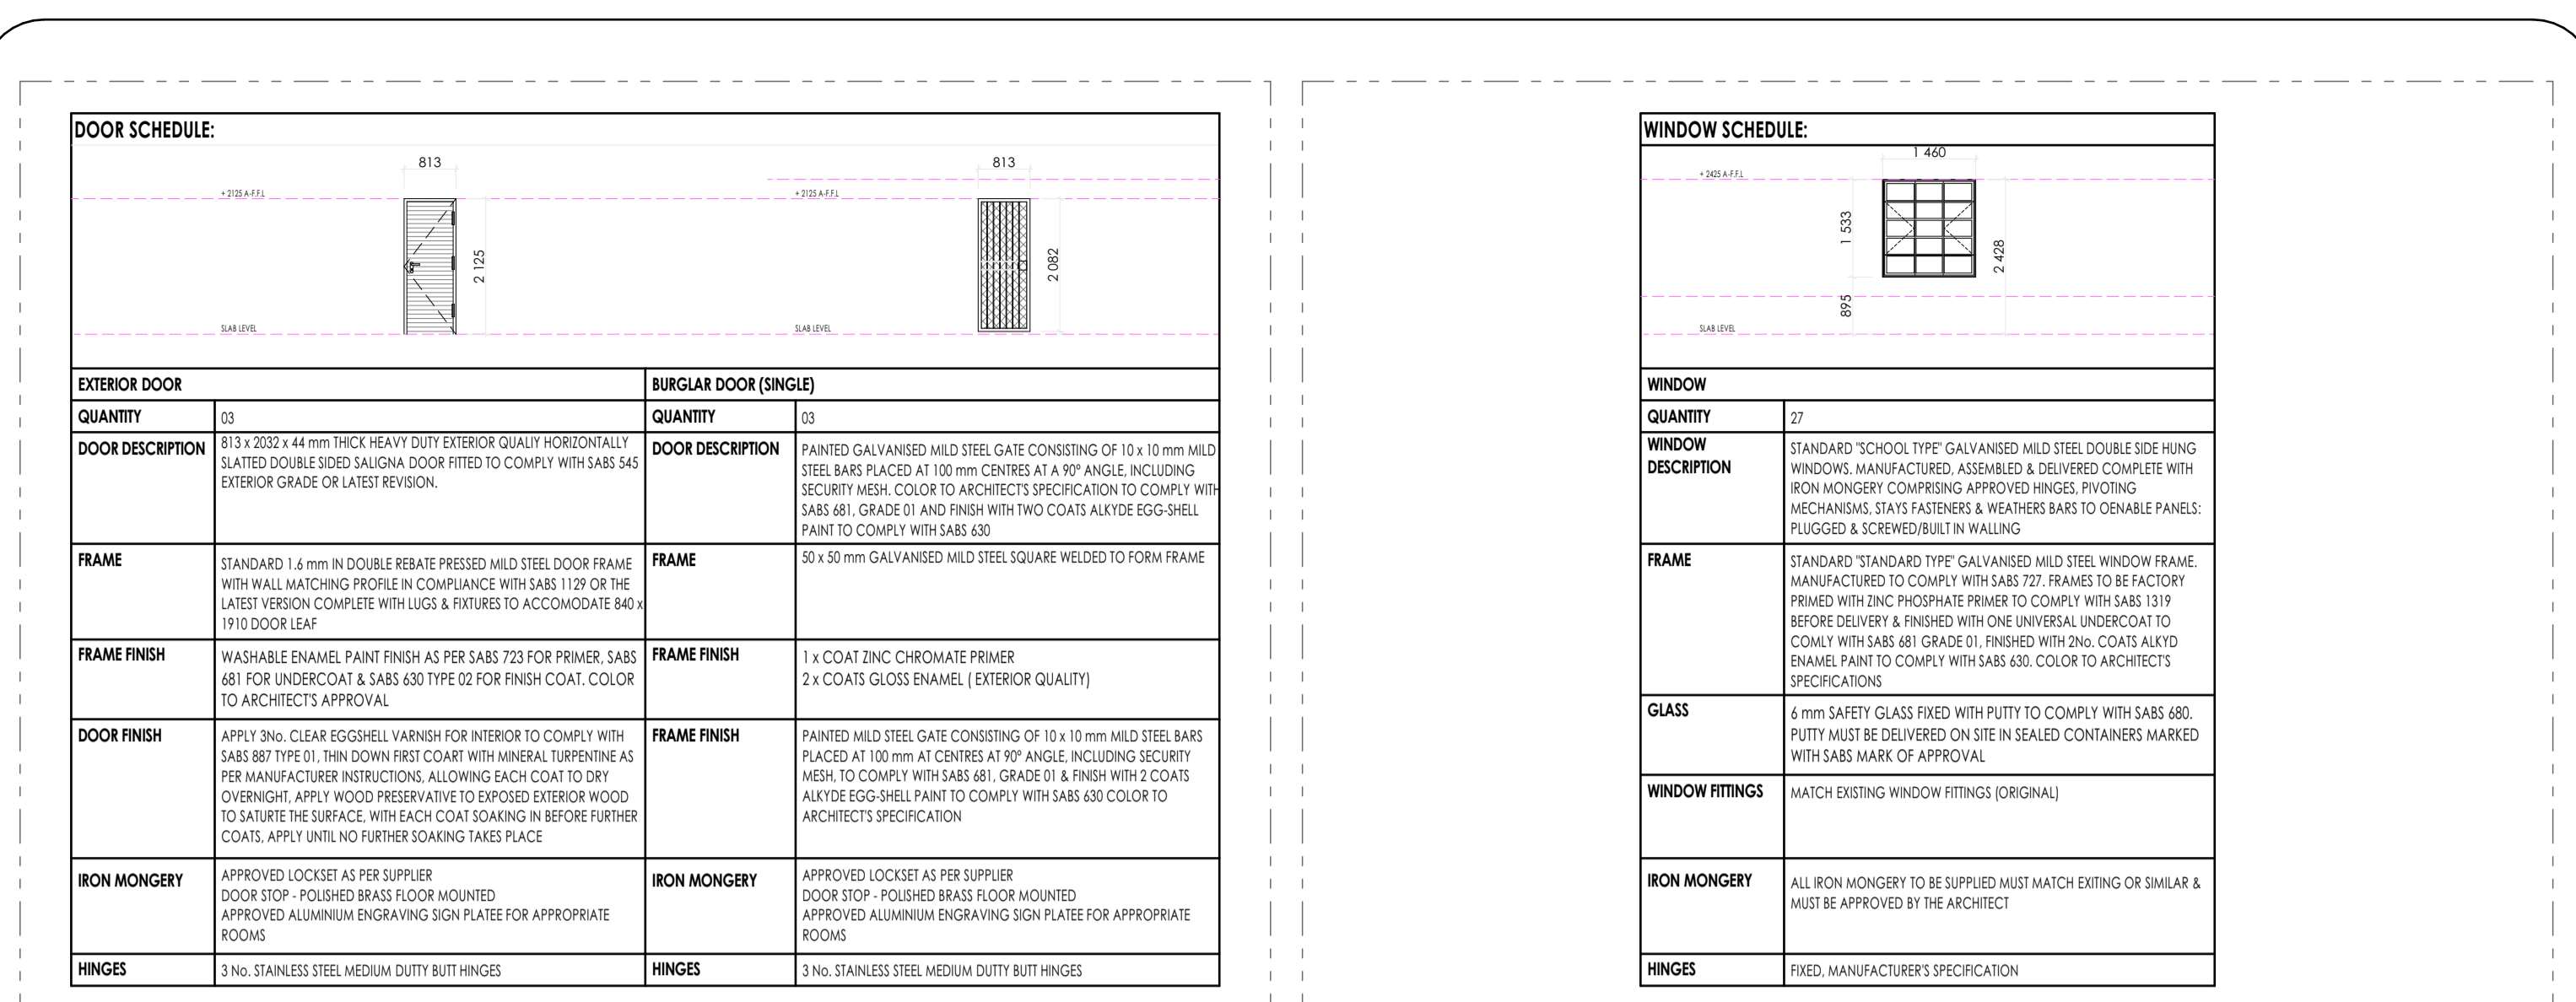 DOOR SCHEDULE:
813
+ 2125 A-F.F.L
2 125
SLAB LEVEL
813
+ 2125 A-F.F.L
2 082
SLAB LEVEL
EXTERIOR DOOR
QUANTITY
03
DOOR DESCRIPTION
813 x 2032 x 44 mm THICK HEAVY DUTY EXTERIOR QUALIY HORIZONTALLY
SLATTED DOUBLE SIDED SALIGNA DOOR FITTED TO COMPLY WITH SABS 545
EXTERIOR GRADE OR LATEST REVISION.
FRAME
STANDARD 1.6 mm IN DOUBLE REBATE PRESSED MILD STEEL DOOR FRAME
WITH WALL MATCHING PROFILE IN COMPLIANCE WITH SABS 1129 OR THE
LATEST VERSION COMPLETE WITH LUGS & FIXTURES TO ACCOMODATE 840 x
1910 DOOR LEAF
FRAME FINISH
WASHABLE ENAMEL PAINT FINISH AS PER SABS 723 FOR PRIMER, SABS
681 FOR UNDERCOAT & SABS 630 TYPE 02 FOR FINISH COAT. COLOR
TO ARCHITECT'S APPROVAL
DOOR FINISH
APPLY 3No. CLEAR EGGSHELL VARNISH FOR INTERIOR TO COMPLY WITH
SABS 887 TYPE 01, THIN DOWN FIRST COART WITH MINERAL TURPENTINE AS
PER MANUFACTURER INSTRUCTIONS, ALLOWING EACH COAT TO DRY
OVERNIGHT, APPLY WOOD PRESERVATIVE TO EXPOSED EXTERIOR WOOD
TO SATURTE THE SURFACE, WITH EACH COAT SOAKING IN BEFORE FURTHER
COATS, APPLY UNTIL NO FURTHER SOAKING TAKES PLACE
IRON MONGERY
APPROVED LOCKSET AS PER SUPPLIER
DOOR STOP - POLISHED BRASS FLOOR MOUNTED
APPROVED ALUMINIUM ENGRAVING SIGN PLATEE FOR APPROPRIATE
ROOMS
HINGES
3 No. STAINLESS STEEL MEDIUM DUTTY BUTT HINGES
BURGLAR DOOR (SINGLE)
QUANTITY
03
DOOR DESCRIPTION
PAINTED GALVANISED MILD STEEL GATE CONSISTING OF 10 x 10 mm MILD
STEEL BARS PLACED AT 100 mm CENTRES AT A 90° ANGLE, INCLUDING
SECURITY MESH. COLOR TO ARCHITECT'S SPECIFICATION TO COMPLY WITH
SABS 681, GRADE 01 AND FINISH WITH TWO COATS ALKYDE EGG-SHELL
PAINT TO COMPLY WITH SABS 630
FRAME
50 x 50 mm GALVANISED MILD STEEL SQUARE WELDED TO FORM FRAME
FRAME FINISH
1 x COAT ZINC CHROMATE PRIMER
2 x COATS GLOSS ENAMEL ( EXTERIOR QUALITY)
FRAME FINISH
PAINTED MILD STEEL GATE CONSISTING OF 10 x 10 mm MILD STEEL BARS
PLACED AT 100 mm AT CENTRES AT 90° ANGLE, INCLUDING SECURITY
MESH, TO COMPLY WITH SABS 681, GRADE 01 & FINISH WITH 2 COATS
ALKYDE EGG-SHELL PAINT TO COMPLY WITH SABS 630 COLOR TO
ARCHITECT'S SPECIFICATION
IRON MONGERY
APPROVED LOCKSET AS PER SUPPLIER
DOOR STOP - POLISHED BRASS FLOOR MOUNTED
APPROVED ALUMINIUM ENGRAVING SIGN PLATEE FOR APPROPRIATE
ROOMS
HINGES
3 No. STAINLESS STEEL MEDIUM DUTTY BUTT HINGES
WINDOW SCHEDULE:
1 460
+ 2425 A-F.F.L
1 533
2 428
895
SLAB LEVEL
WINDOW
QUANTITY
27
WINDOW
DESCRIPTION
STANDARD "SCHOOL TYPE" GALVANISED MILD STEEL DOUBLE SIDE HUNG
WINDOWS. MANUFACTURED, ASSEMBLED & DELIVERED COMPLETE WITH
IRON MONGERY COMPRISING APPROVED HINGES, PIVOTING
MECHANISMS, STAYS FASTENERS & WEATHERS BARS TO OENABLE PANELS:
PLUGGED & SCREWED/BUILT IN WALLING
FRAME
STANDARD "STANDARD TYPE" GALVANISED MILD STEEL WINDOW FRAME.
MANUFACTURED TO COMPLY WITH SABS 727. FRAMES TO BE FACTORY
PRIMED WITH ZINC PHOSPHATE PRIMER TO COMPLY WITH SABS 1319
BEFORE DELIVERY & FINISHED WITH ONE UNIVERSAL UNDERCOAT TO
COMLY WITH SABS 681 GRADE 01, FINISHED WITH 2No. COATS ALKYD
ENAMEL PAINT TO COMPLY WITH SABS 630. COLOR TO ARCHITECT'S
SPECIFICATIONS
GLASS
6 mm SAFETY GLASS FIXED WITH PUTTY TO COMPLY WITH SABS 680.
PUTTY MUST BE DELIVERED ON SITE IN SEALED CONTAINERS MARKED
WITH SABS MARK OF APPROVAL
WINDOW FITTINGS
MATCH EXISTING WINDOW FITTINGS (ORIGINAL)
IRON MONGERY
ALL IRON MONGERY TO BE SUPPLIED MUST MATCH EXITING OR SIMILAR &
MUST BE APPROVED BY THE ARCHITECT
HINGES
FIXED, MANUFACTURER'S SPECIFICATION